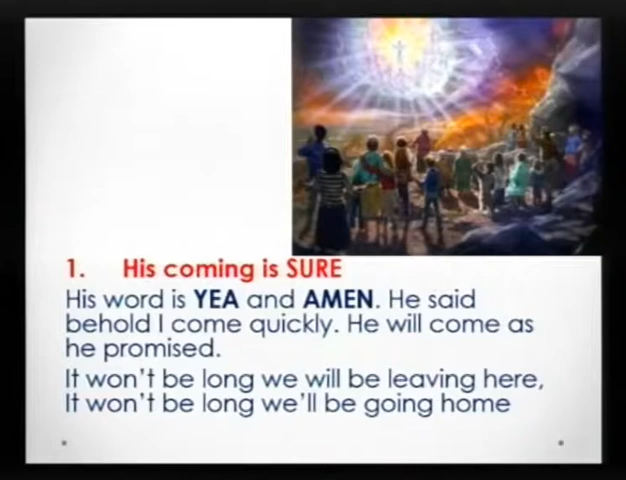 1. His coming is SURE
His word is YEA and AMEN. He said
behold I come quickly. He will come as
he promised.
It won't be long we will be leaving here,
It won't be long we'll be going home